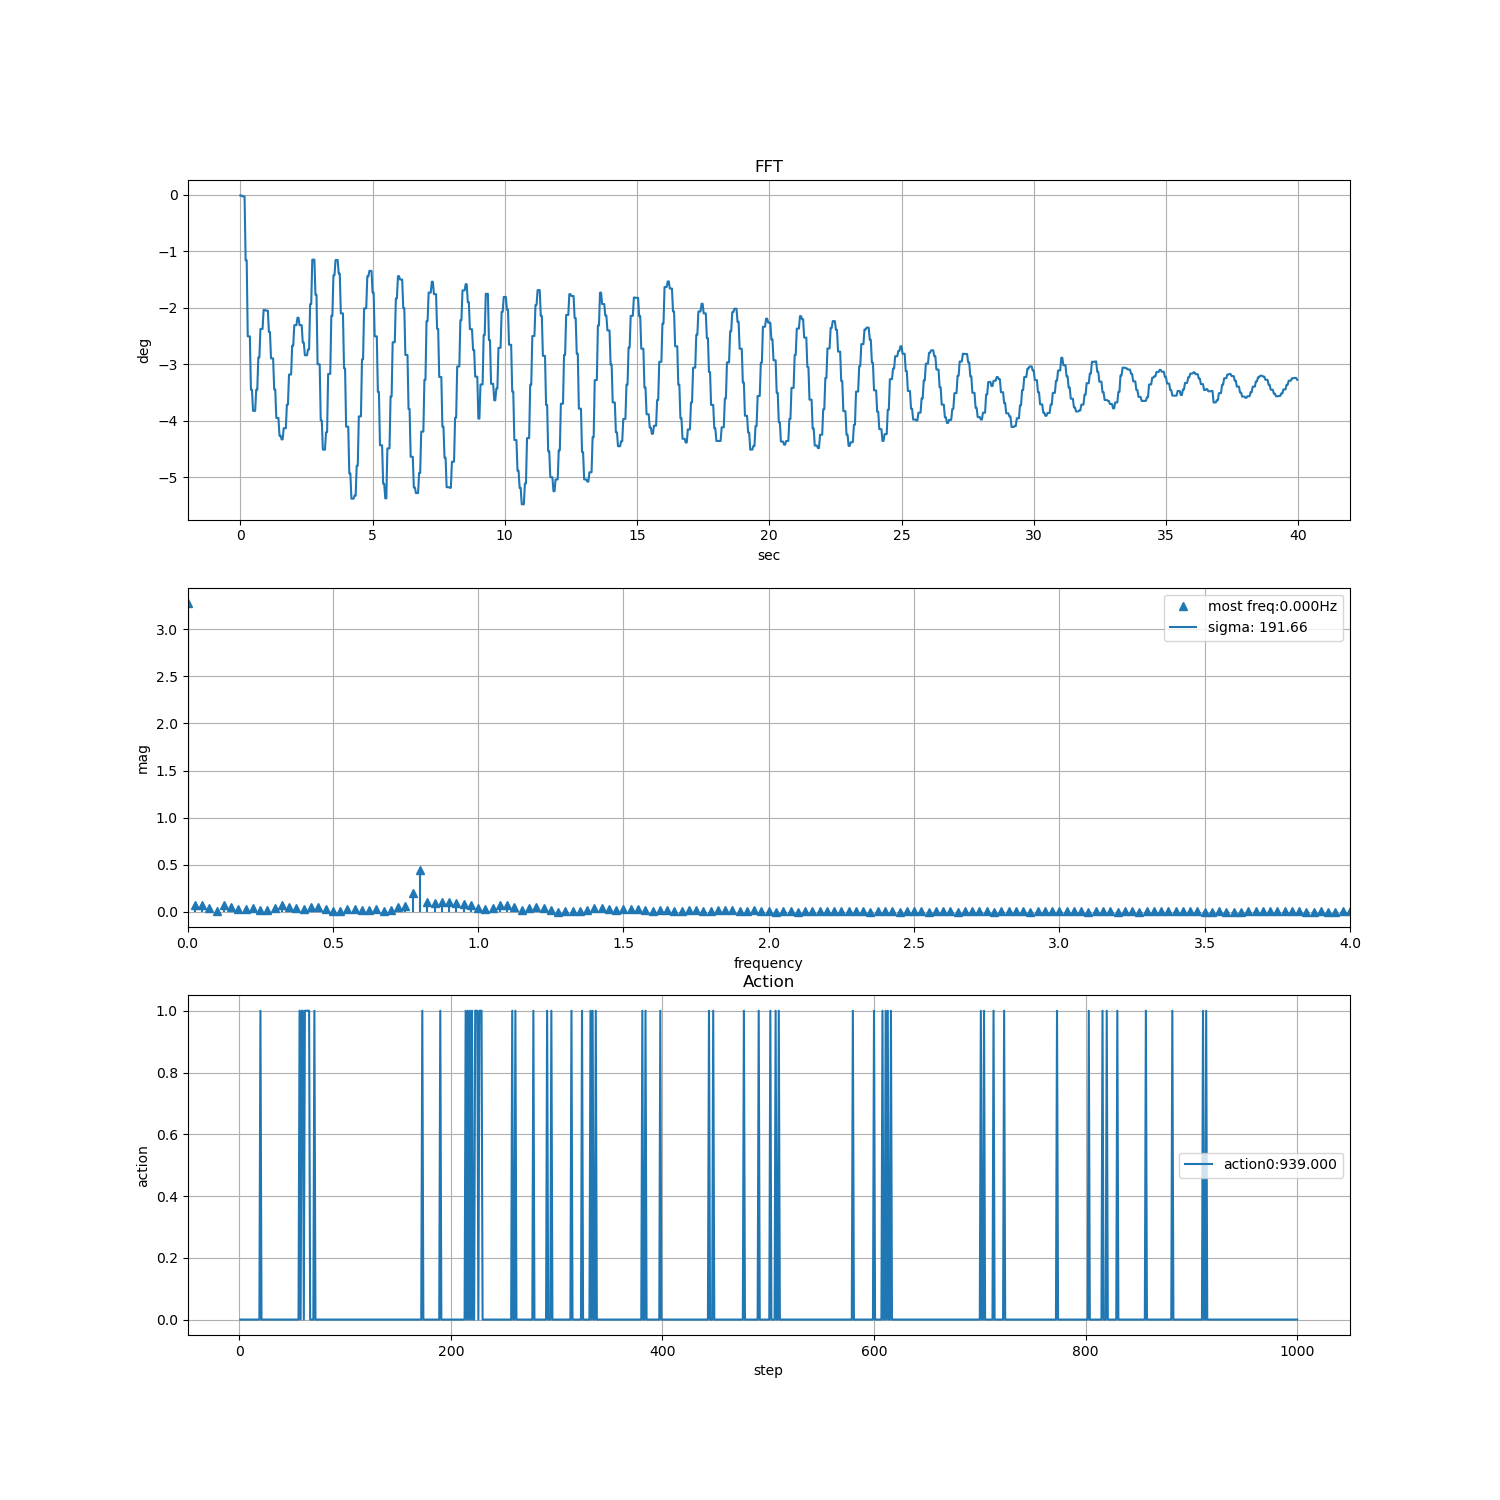 FFT
0
−1
−2
−3
−4
−5
deg
0 5 10 15 20 25 30 35 40
sec
most freq:0.000Hz
sigma: 191.66
3.0
2.5
2.0
1.5
1.0
0.5
0.0
mag
0.0 0.5 1.0 1.5 2.0 2.5 3.0 3.5 4.0
frequency
Action
1.0
0.8
0.6
0.4
0.2
0.0
action
action0:939.000
0 200 400 600 800 1000
step